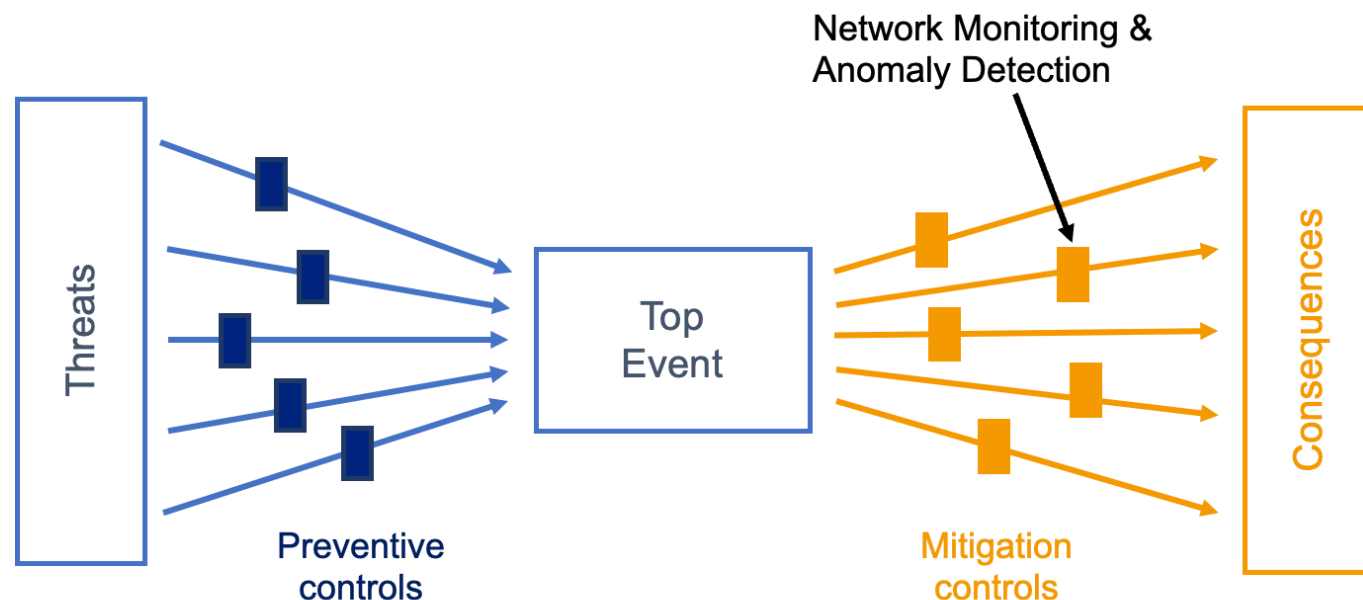 Network Monitoring &
Anomaly Detection
Threats
Top
Event
Consequences
Preventive
controls
Mitigation
controls